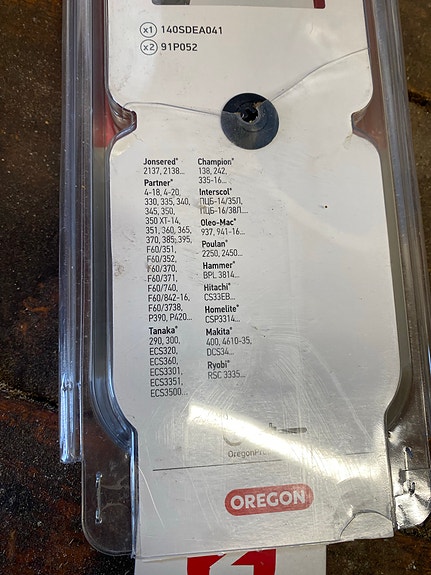 x1 140SDEA041
x2 91P052
Jonsered®
2137, 2138...
Partner®
4-18, 4-20,
330, 335, 340,
345, 350,
350 XT-14,
351, 360, 365,
370, 385, 395,
F60/351,
F60/352,
F60/370,
F60/371,
F60/740,
F60/842-16,
F60/3738,
P390, P420...
Tanaka®
290, 300,
ECS320,
ECS360,
ECS3301,
ECS3351,
ECS3500...
Champion®
138, 242,
335-16...
Interscol®
ПЦБ-14/35Л,
ПЦБ-16/38Л...
Oleo-Mac®
937, 941-16...
Poulan®
2250, 2450...
Hammer®
BPL 3814...
Hitachi®
CS33EB...
Homelite®
CSP3314...
Makita®
400, 4610-35,
DCS34...
Ryobi®
RSC 3335...
OREGON